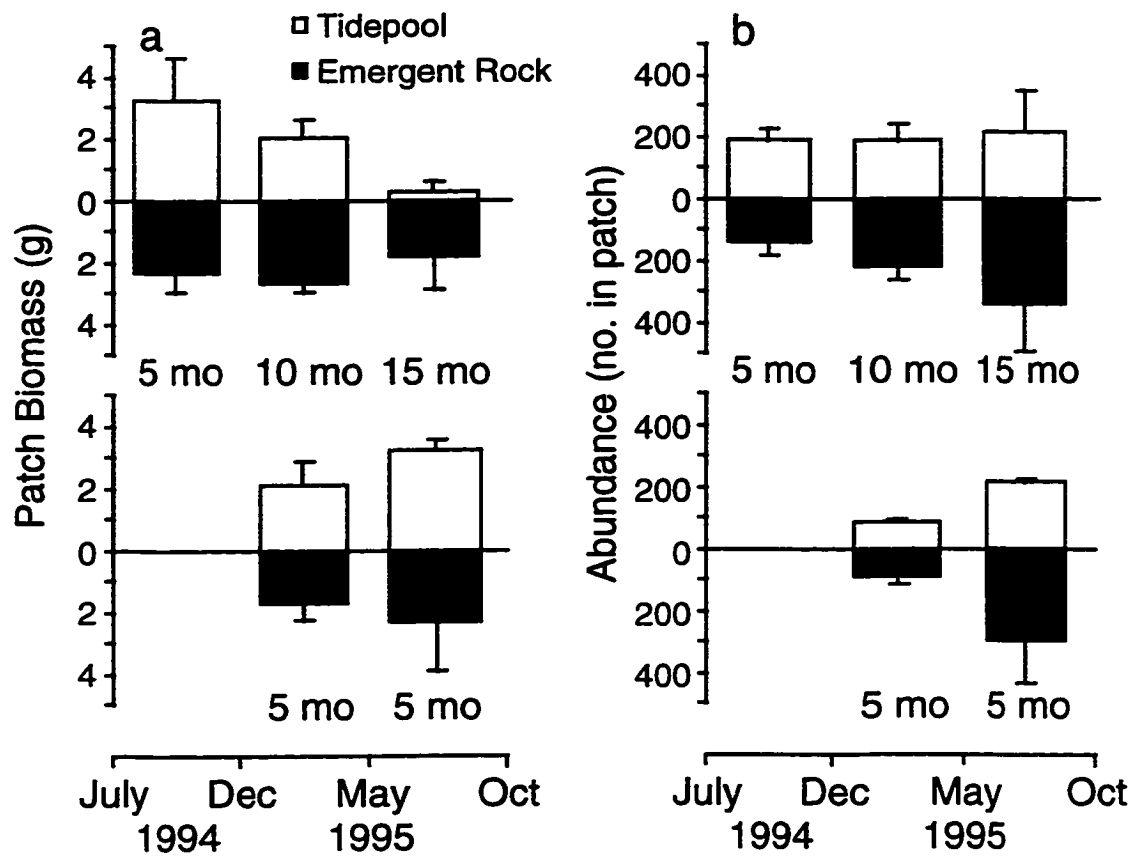 a
Tidepool
Emergent Rock
b
Patch Biomass (g)
4
2
0
2
4
5 mo 10 mo 15 mo
4
2
0
2
4
5 mo 5 mo
July Dec May Oct
1994 1995
Abundance (no. in patch)
400
200
0
200
400
5 mo 10 mo 15 mo
400
200
0
200
400
5 mo 5 mo
July Dec May Oct
1994 1995